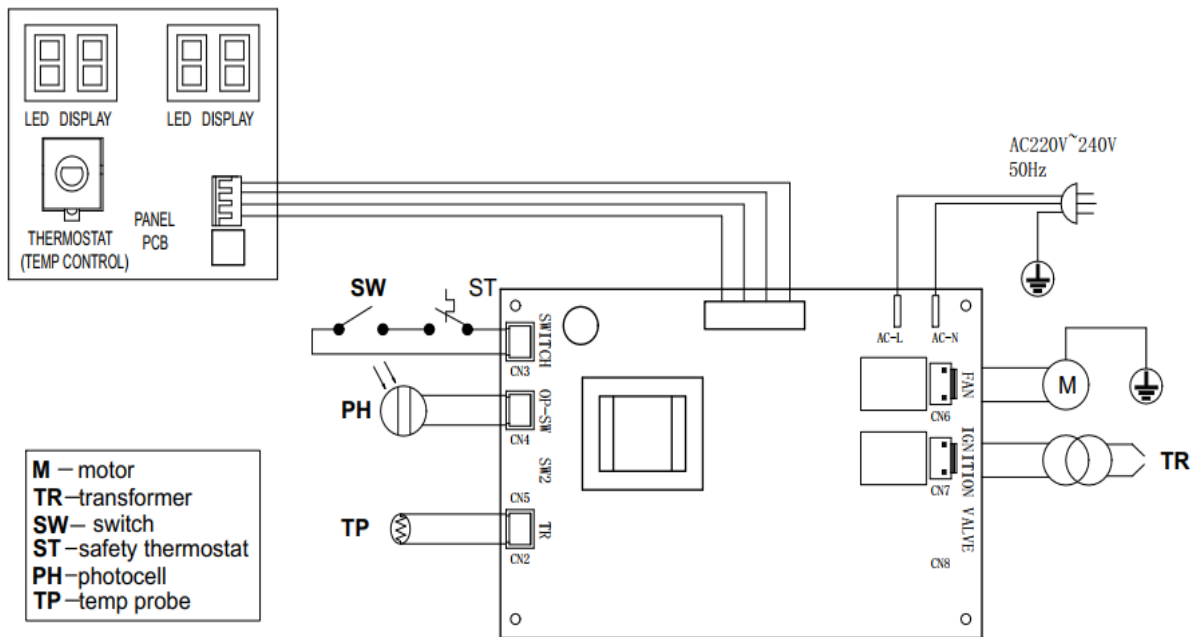 LED DISPLAY
LED DISPLAY
THERMOSTAT
(TEMP CONTROL)
PANEL
PCB
AC220V~240V
50Hz
SW
ST
SWITCH
CN3
PH
OP-SW
CN4
SW2
CN5
TP
TR
CN2
AC-L
AC-N
FAN
CN6
M
IGNITION
CN7
TR
VALVE
CN8
M – motor
TR–transformer
SW– switch
ST –safety thermostat
PH–photocell
TP–temp probe